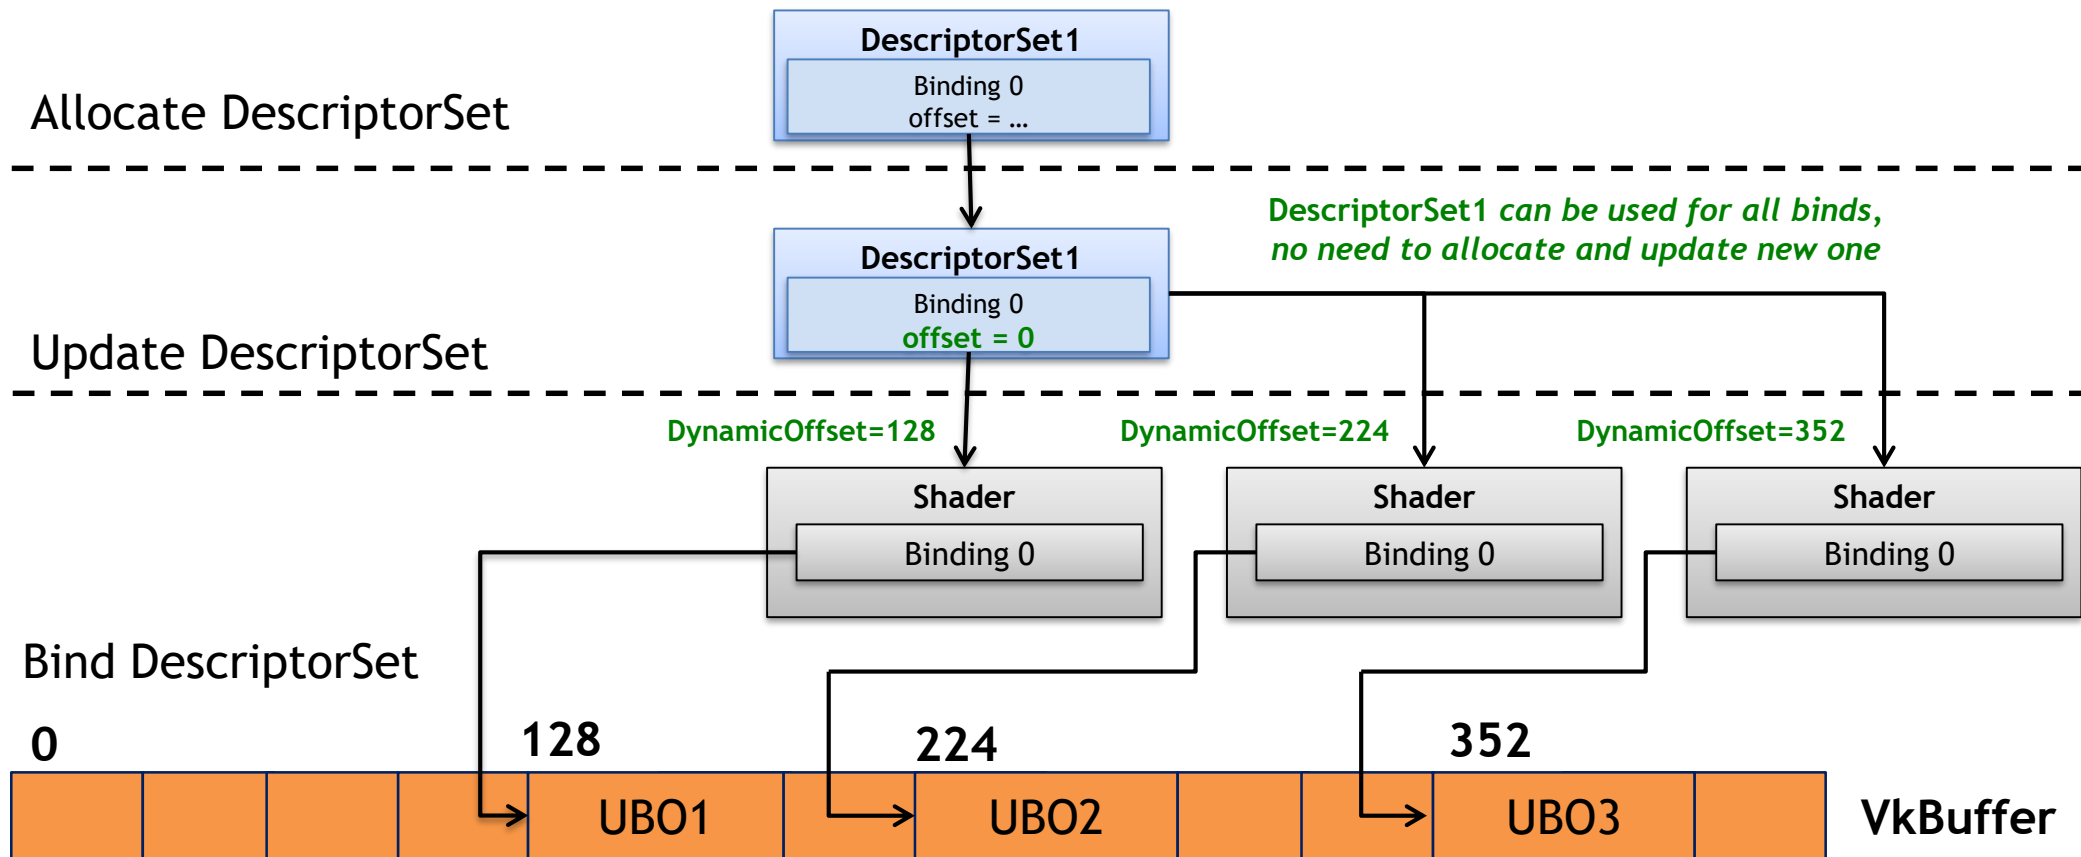 DescriptorSet1
Binding 0
offset = …
Allocate DescriptorSet
DescriptorSet1 can be used for all binds,
no need to allocate and update new one
DescriptorSet1
Binding 0
offset = 0
Update DescriptorSet
DynamicOffset=128
DynamicOffset=224
DynamicOffset=352
Shader
Binding 0
Shader
Binding 0
Shader
Binding 0
Bind DescriptorSet
0
128
224
352
UBO1
UBO2
UBO3
VkBuffer